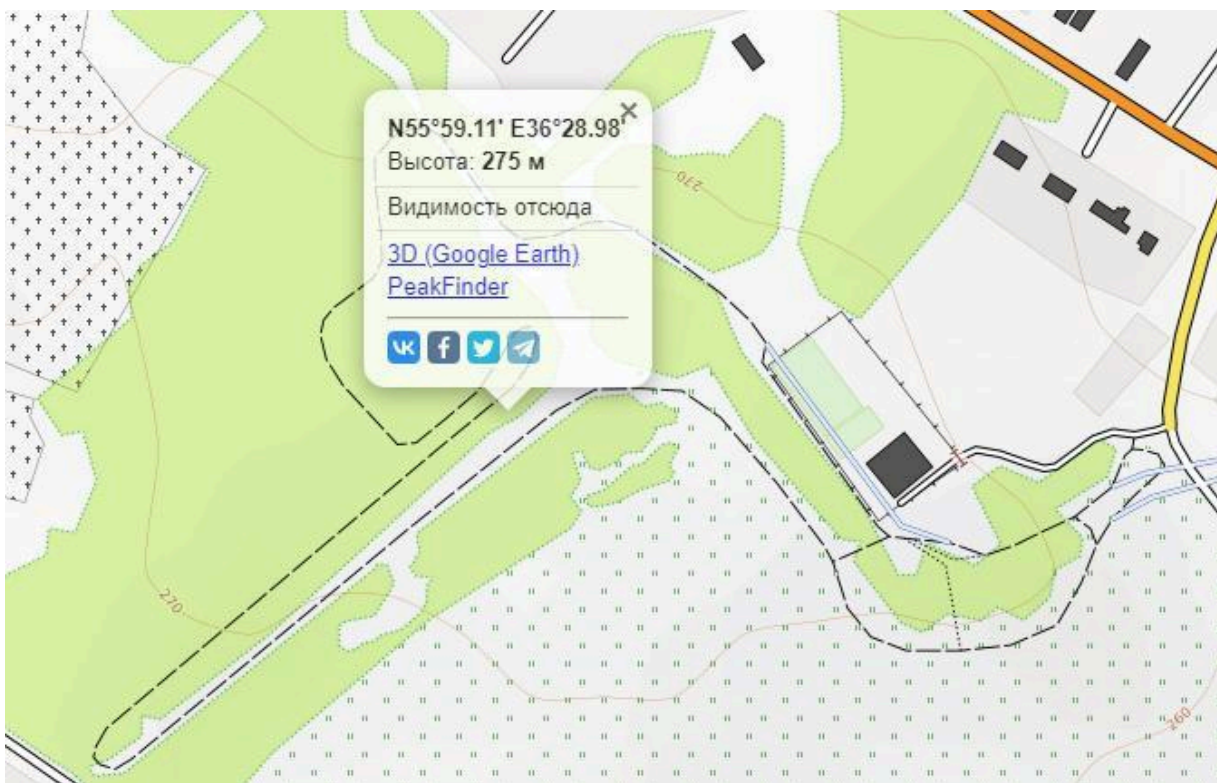 N55°59.11' E36°28.98'
Высота: 275 м
270
Видимость отсюда
3D (Google Earth)
PeakFinder
270
260